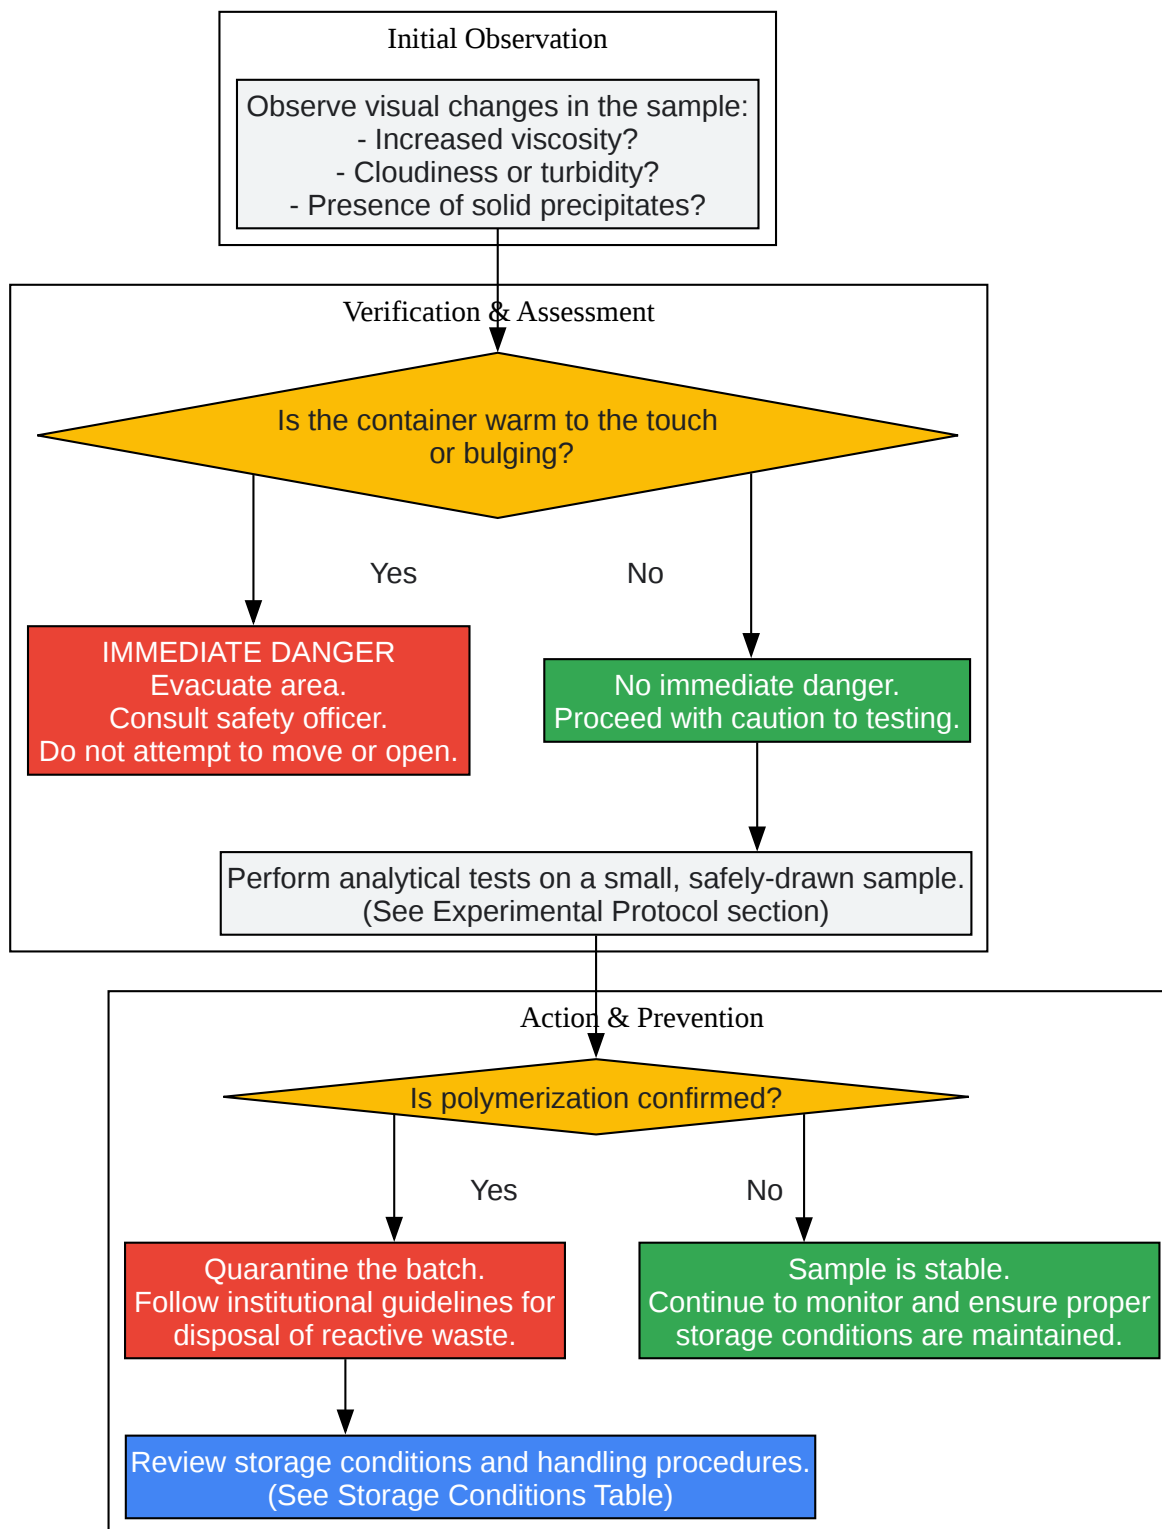 Initial Observation
Observe visual changes in the sample:
- Increased viscosity?
- Cloudiness or turbidity?
- Presence of solid precipitates?
Verification & Assessment
Is the container warm to the touch
or bulging?
Yes
No
IMMEDIATE DANGER
Evacuate area.
Consult safety officer.
Do not attempt to move or open.
No immediate danger.
Proceed with caution to testing.
Perform analytical tests on a small, safely-drawn sample.
(See Experimental Protocol section)
Action & Prevention
Is polymerization confirmed?
Yes
No
Quarantine the batch.
Follow institutional guidelines for
disposal of reactive waste.
Sample is stable.
Continue to monitor and ensure proper
storage conditions are maintained.
Review storage conditions and handling procedures.
(See Storage Conditions Table)